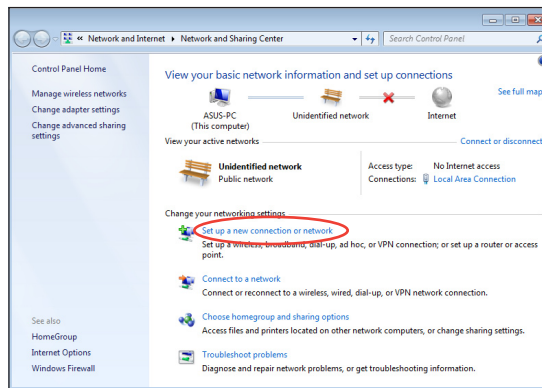 « Network and Internet ▸ Network and Sharing Center
Search Control Panel
Control Panel Home
Manage wireless networks
Change adapter settings
Change advanced sharing
settings
View your basic network information and set up connections
See full map
ASUS-PC
(This computer)
Unidentified network
Internet
View your active networks
Connect or disconnect
Unidentified network
Public network
Access type: No Internet access
Connections: Local Area Connection
Change your networking settings
Set up a new connection or network
Set up a wireless, broadband, dial-up, ad hoc, or VPN connection; or set up a router or access
point.
Connect to a network
Connect or reconnect to a wireless, wired, dial-up, or VPN network connection.
Choose homegroup and sharing options
Access files and printers located on other network computers, or change sharing settings.
Troubleshoot problems
Diagnose and repair network problems, or get troubleshooting information.
See also
HomeGroup
Internet Options
Windows Firewall